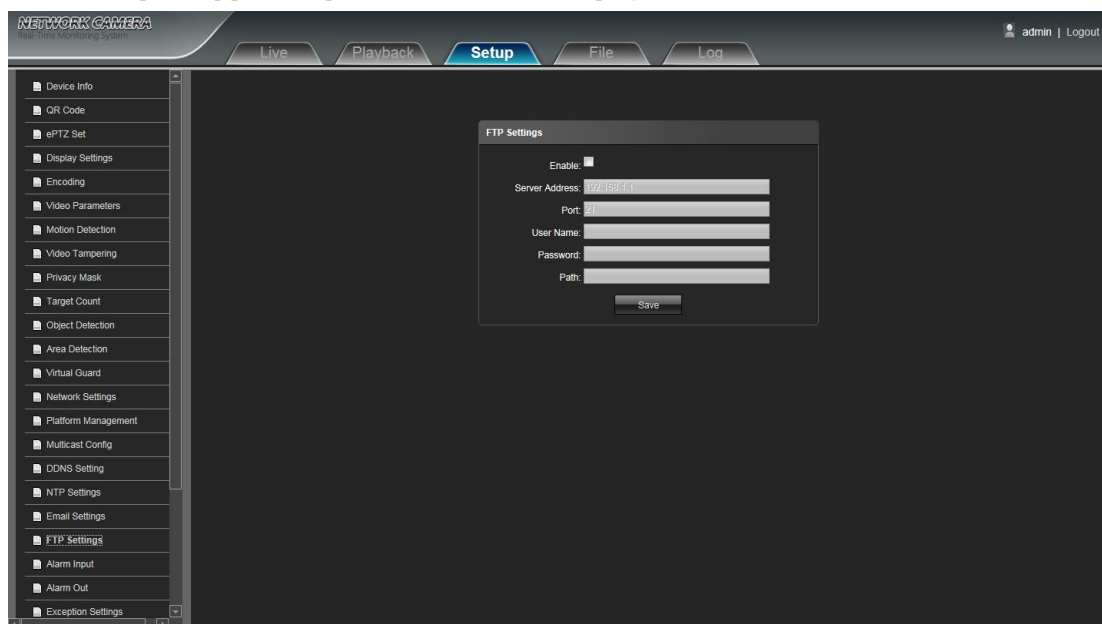 NETWORK CAMERA
Real-Time Monitoring System
admin | Logout
Live
Playback
Setup
File
Log
Device Info
QR Code
ePTZ Set
Display Settings
Encoding
Video Parameters
Motion Detection
Video Tampering
Privacy Mask
Target Count
Object Detection
Area Detection
Virtual Guard
Network Settings
Platform Management
Multicast Config
DDNS Setting
NTP Settings
Email Settings
FTP Settings
Alarm Input
Alarm Out
Exception Settings
FTP Settings
Enable:
Server Address: 192.168.1.1
Port: 21
User Name:
Password:
Path:
Save